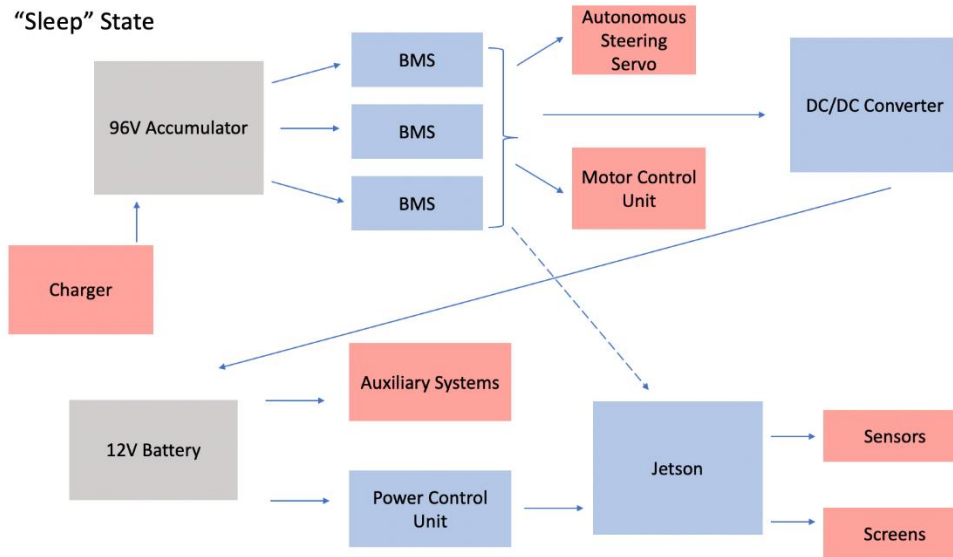 “Sleep” State
96V Accumulator
BMS
BMS
BMS
Autonomous
Steering
Servo
DC/DC Converter
Motor Control
Unit
Charger
12V Battery
Auxiliary Systems
Power Control
Unit
Jetson
Sensors
Screens